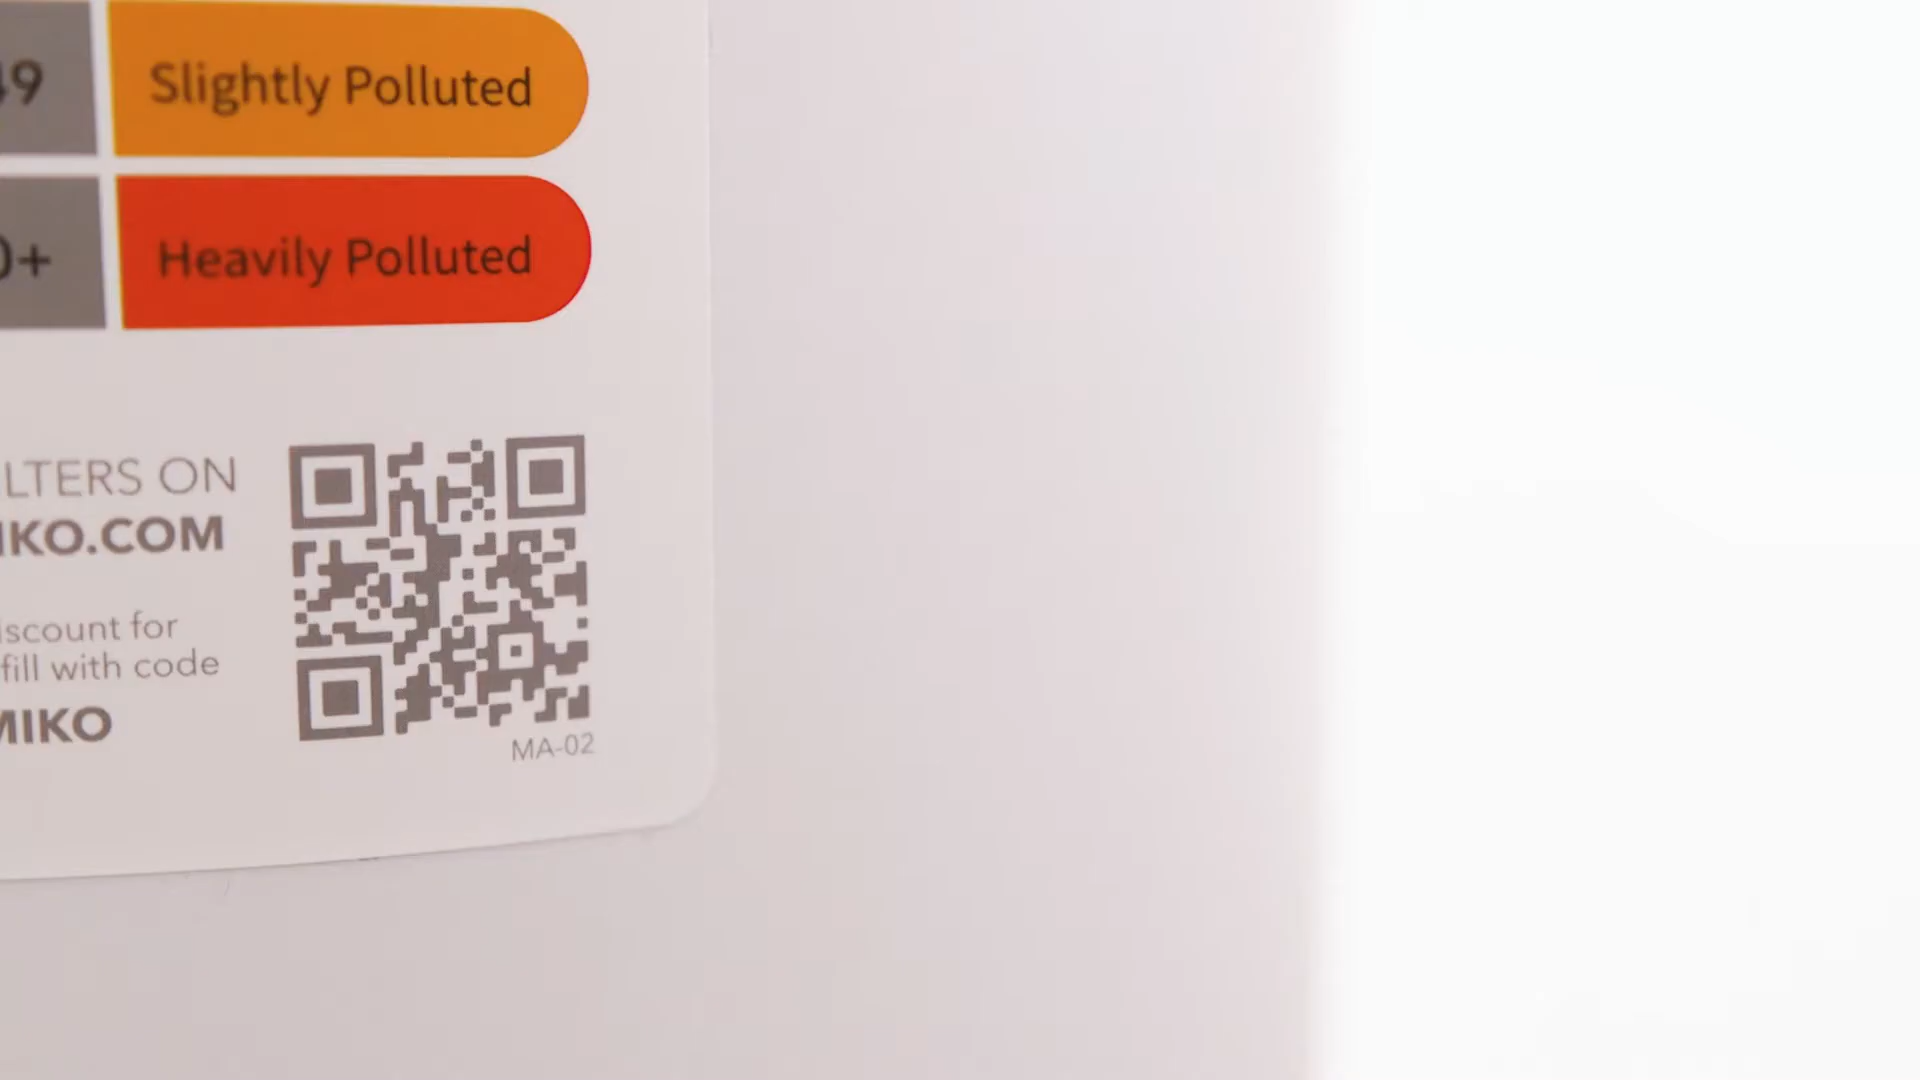 49 Slightly Polluted
0+ Heavily Polluted
LTERS ON
IKO.COM
iscount for
fill with code
MIKO
MA-02